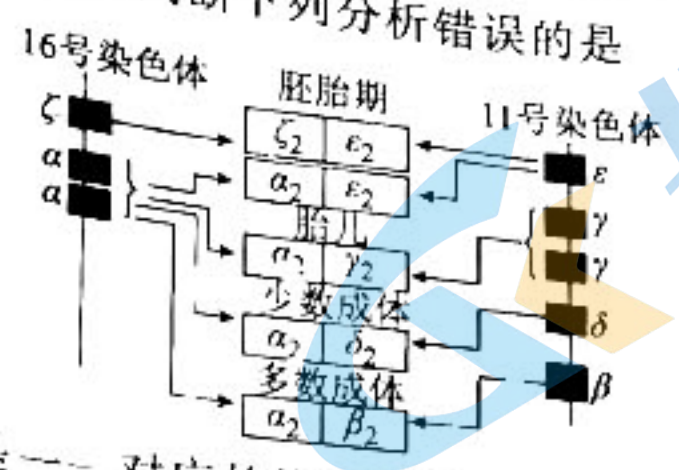 断下列分析错误的是
16号染色体
胚胎期
11号染色体
ζ
ζ₂ ε₂
ε
α
α₂ ε₂
γ
α
胎儿
γ
α₂ γ₂
少数成体
δ
α₂ δ₂
多数成体
β
α₂ β₂